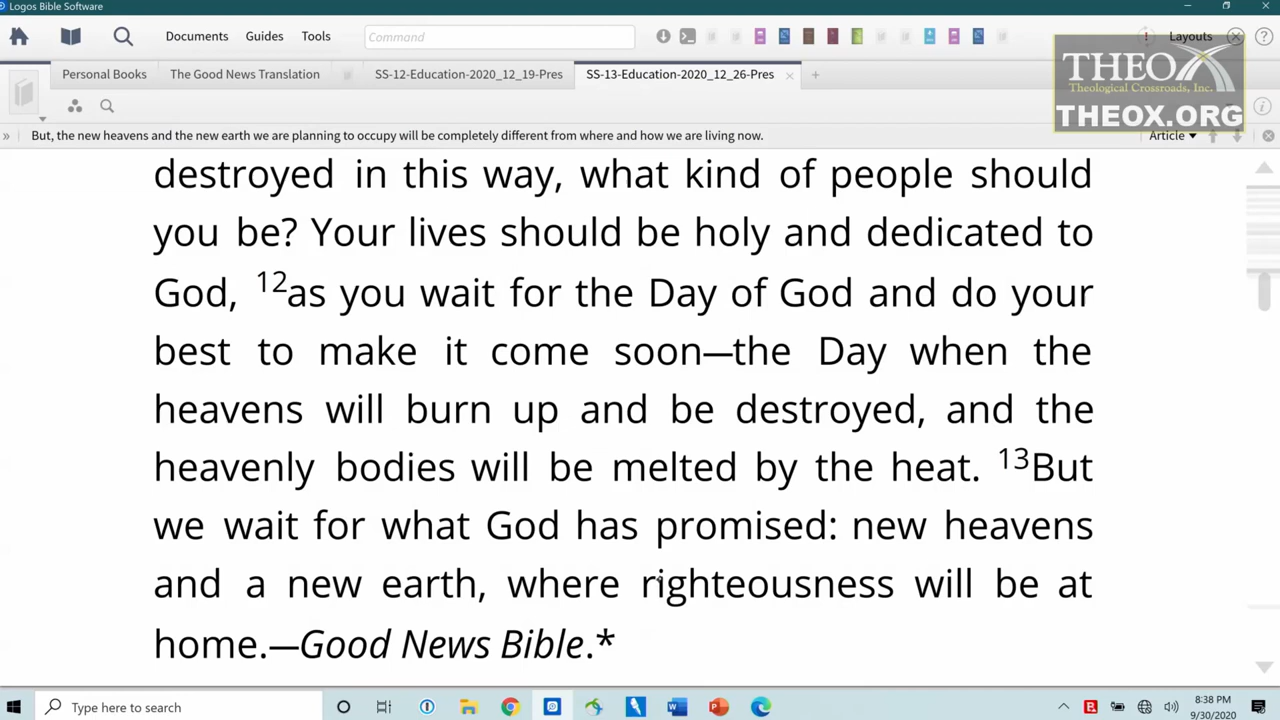 Logos Bible Software
Documents Guides Tools Command Layouts
Personal Books The Good News Translation SS-12-Education-2020_12_19-Pres SS-13-Education-2020_12_26-Pres
THEOX
Theological Crossroads, Inc.
THEOX.ORG
But, the new heavens and the new earth we are planning to occupy will be completely different from where and how we are living now. Article
destroyed in this way, what kind of people should
you be? Your lives should be holy and dedicated to
God, 12as you wait for the Day of God and do your
best to make it come soon—the Day when the
heavens will burn up and be destroyed, and the
heavenly bodies will be melted by the heat. 13But
we wait for what God has promised: new heavens
and a new earth, where righteousness will be at
home.—Good News Bible.*
Type here to search
8:38 PM
9/30/2020